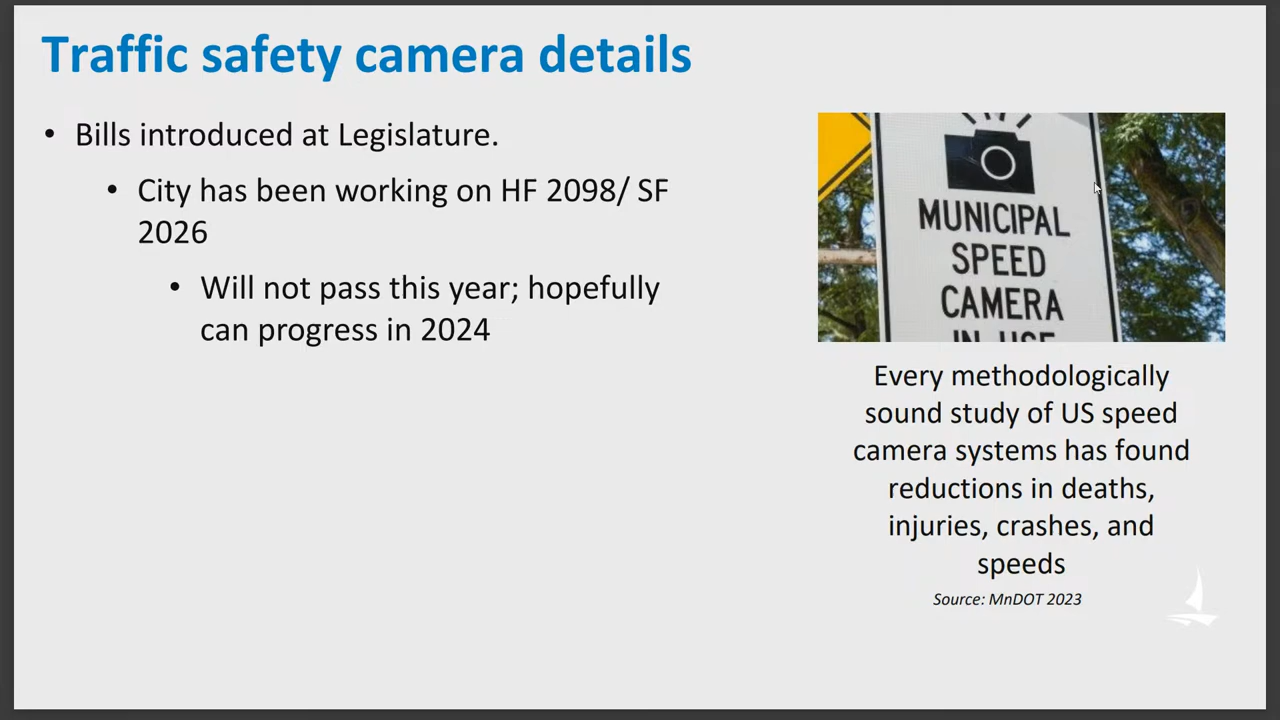 Traffic safety camera details
• Bills introduced at Legislature.
• City has been working on HF 2098/ SF
2026
• Will not pass this year; hopefully
can progress in 2024
MUNICIPAL
SPEED
CAMERA
IN USE
Every methodologically
sound study of US speed
camera systems has found
reductions in deaths,
injuries, crashes, and
speeds
Source: MnDOT 2023